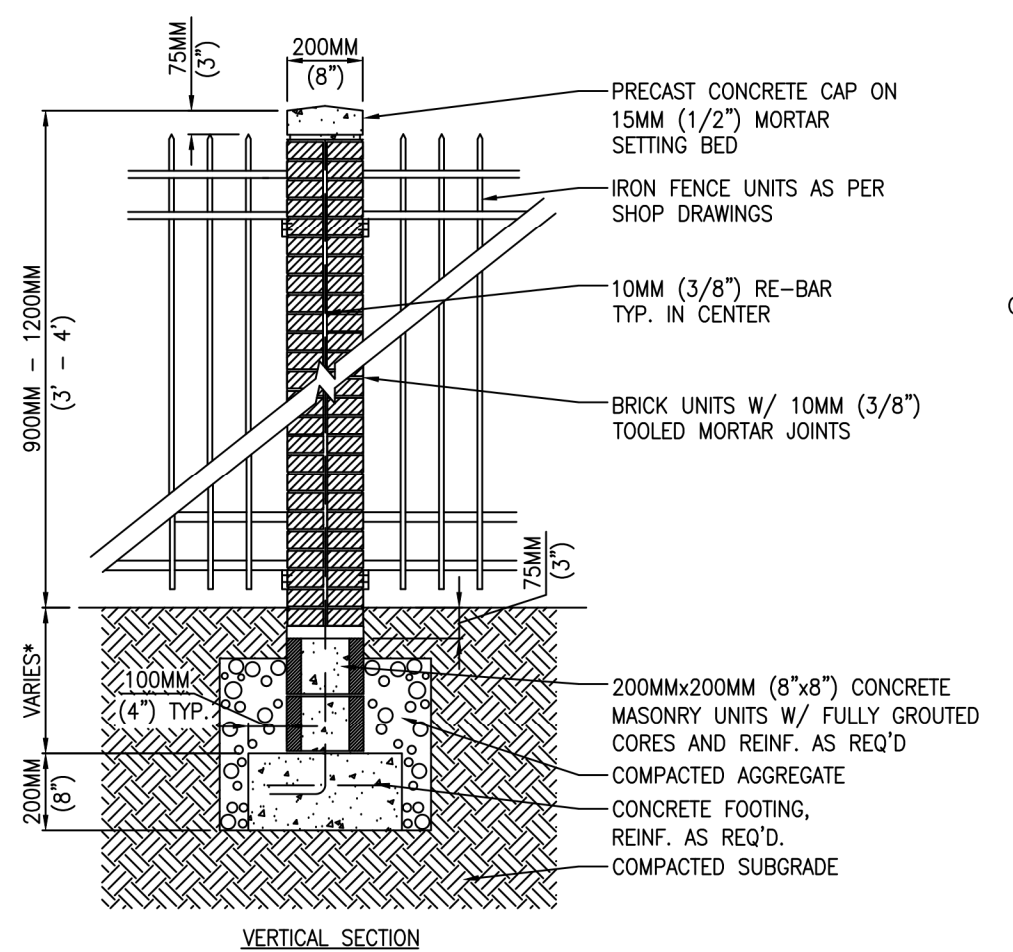 75MM
(3")
200MM
(8")
PRECAST CONCRETE CAP ON
15MM (1/2") MORTAR
SETTING BED
IRON FENCE UNITS AS PER
SHOP DRAWINGS
10MM (3/8") RE-BAR
TYP. IN CENTER
BRICK UNITS W/ 10MM (3/8")
TOOLED MORTAR JOINTS
900MM - 1200MM
(3' - 4')
75MM
(3")
VARIES*
100MM
(4") TYP.
200MMx200MM (8"x8") CONCRETE
MASONRY UNITS W/ FULLY GROUTED
CORES AND REINF. AS REQ'D
COMPACTED AGGREGATE
200MM
(8")
CONCRETE FOOTING,
REINF. AS REQ'D.
COMPACTED SUBGRADE
VERTICAL SECTION